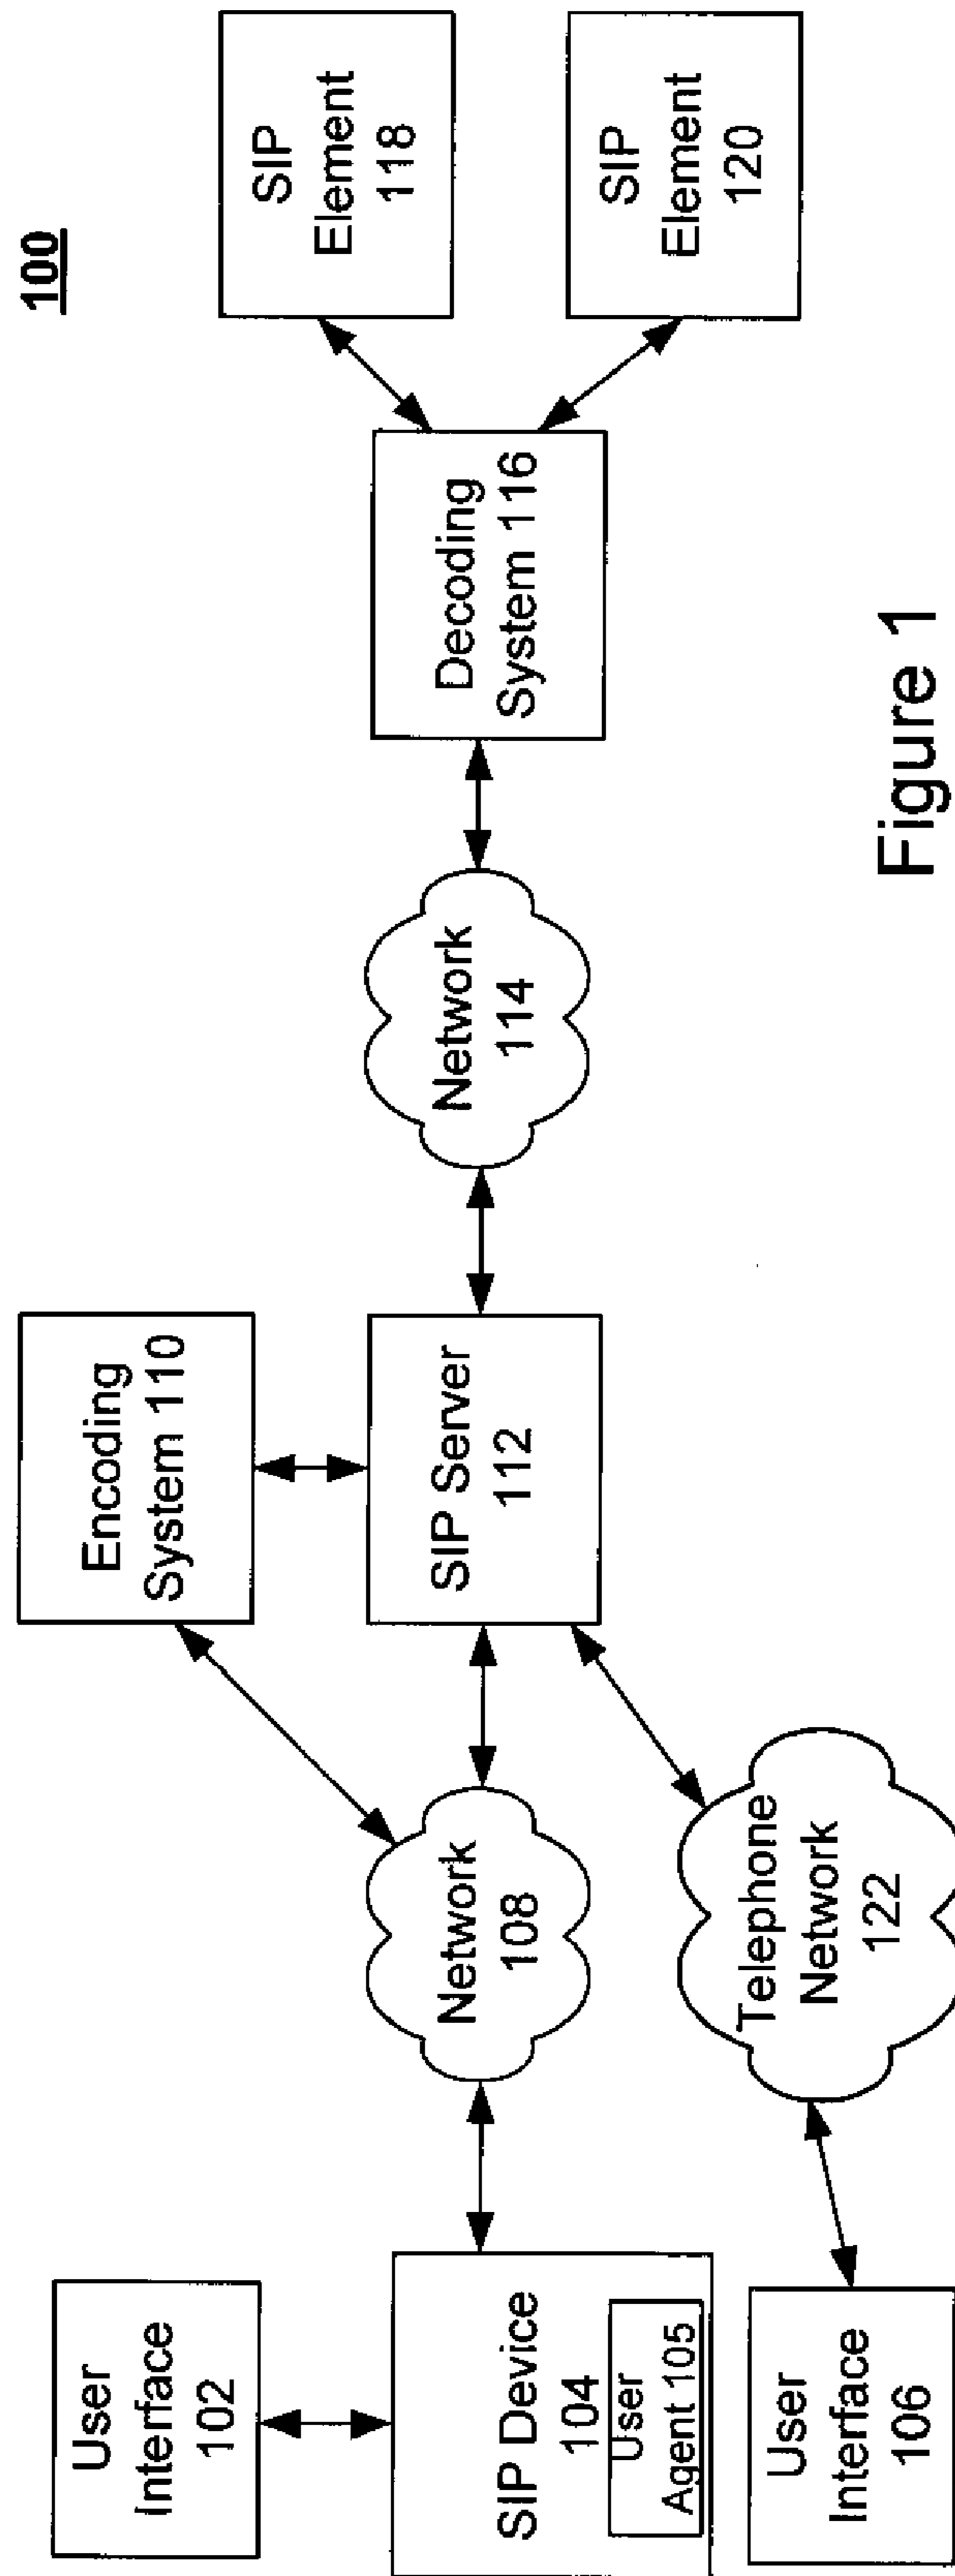 100
User
Interface
102
SIP Device
104
User
Agent 105
User
Interface
106
Network
108
Telephone
Network
122
Encoding
System 110
SIP Server
112
Network
114
Decoding
System 116
SIP
Element
118
SIP
Element
120
Figure 1